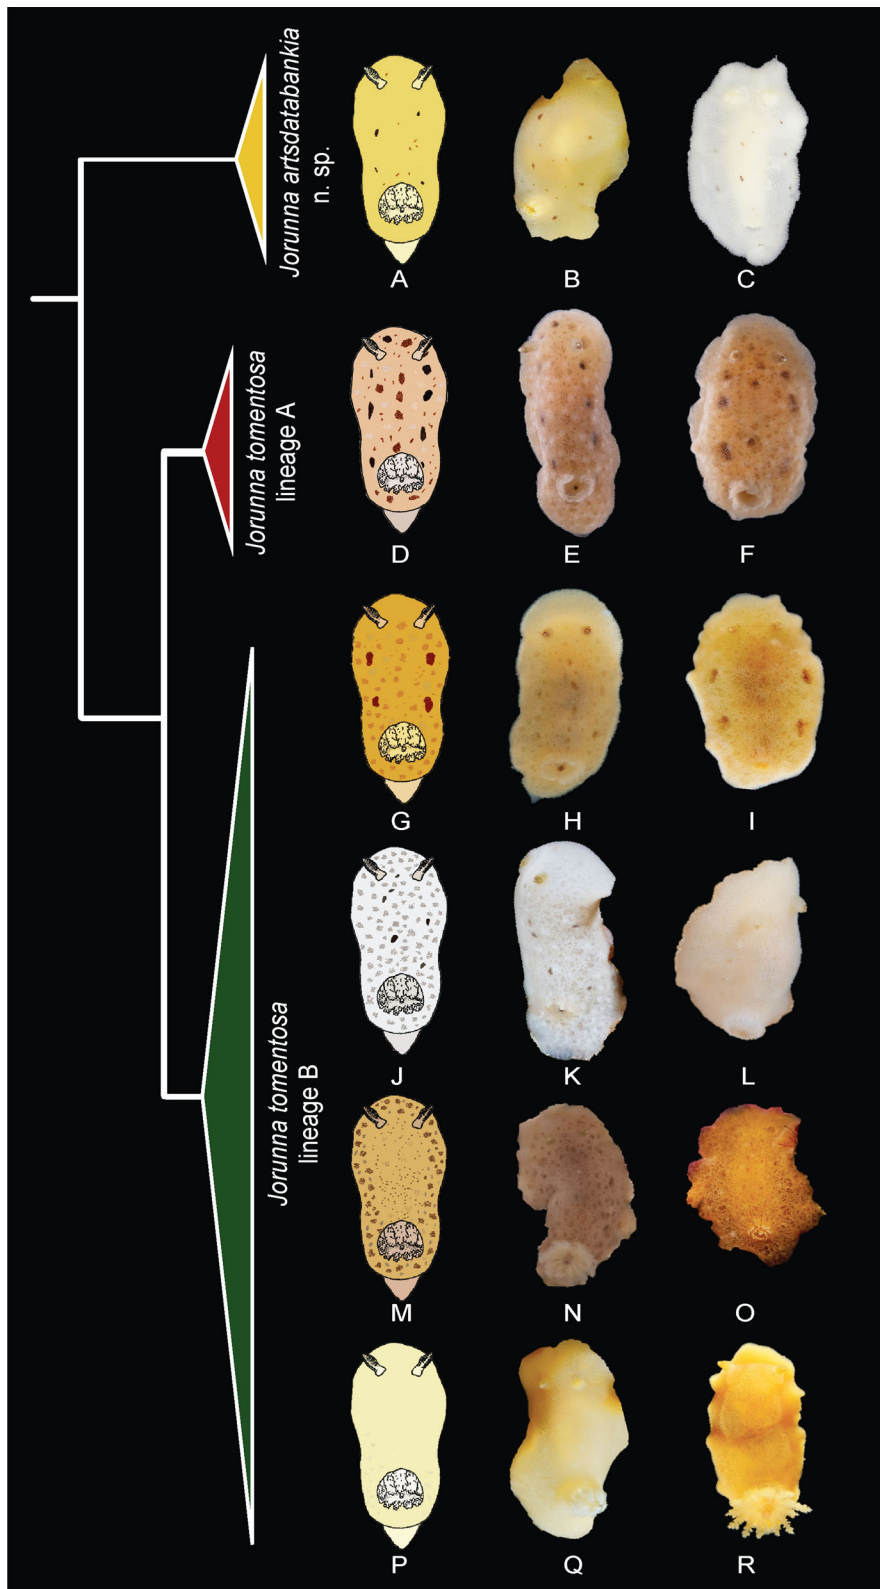 Jorunna artsdatabankia
n. sp.
A
B
C
Jorunna tomentosa
lineage A
D
E
F
G
H
I
Jorunna tomentosa
lineage B
J
K
L
M
N
O
P
Q
R